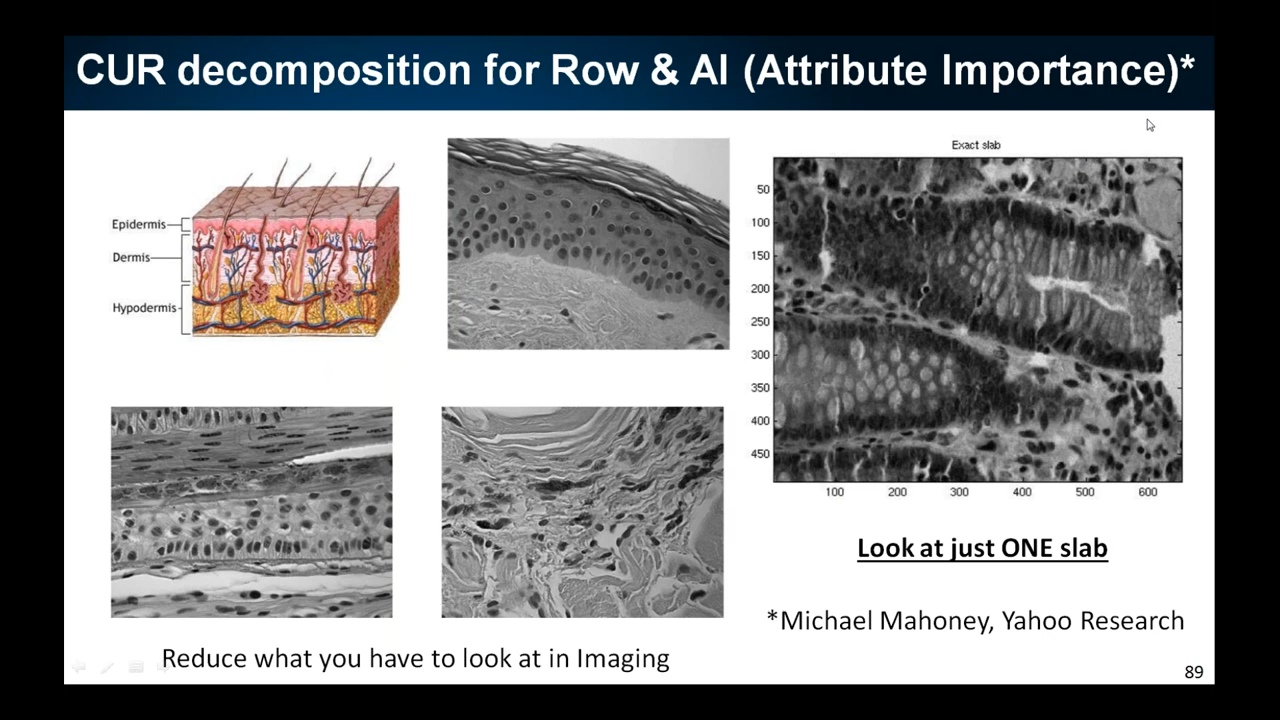 CUR decomposition for Row & AI (Attribute Importance)*
Epidermis
Dermis
Hypodermis
Exact slab
50
100
150
200
250
300
350
400
450
100 200 300 400 500 600
Look at just ONE slab
*Michael Mahoney, Yahoo Research
Reduce what you have to look at in Imaging
89